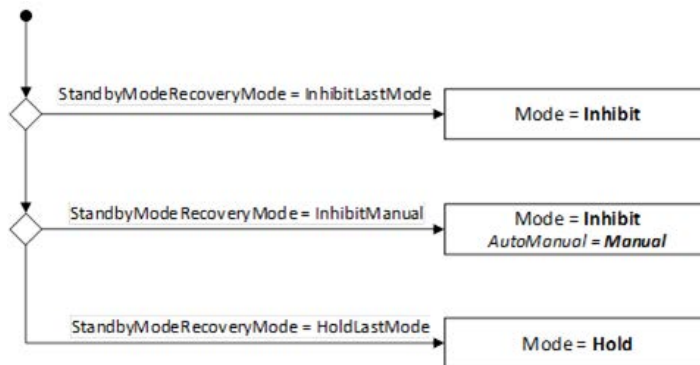 StandbyModeRecoveryMode = InhibitLastMode
Mode = Inhibit
StandbyModeRecoveryMode = InhibitManual
Mode = Inhibit
AutoManual = Manual
StandbyModeRecoveryMode = HoldLastMode
Mode = Hold